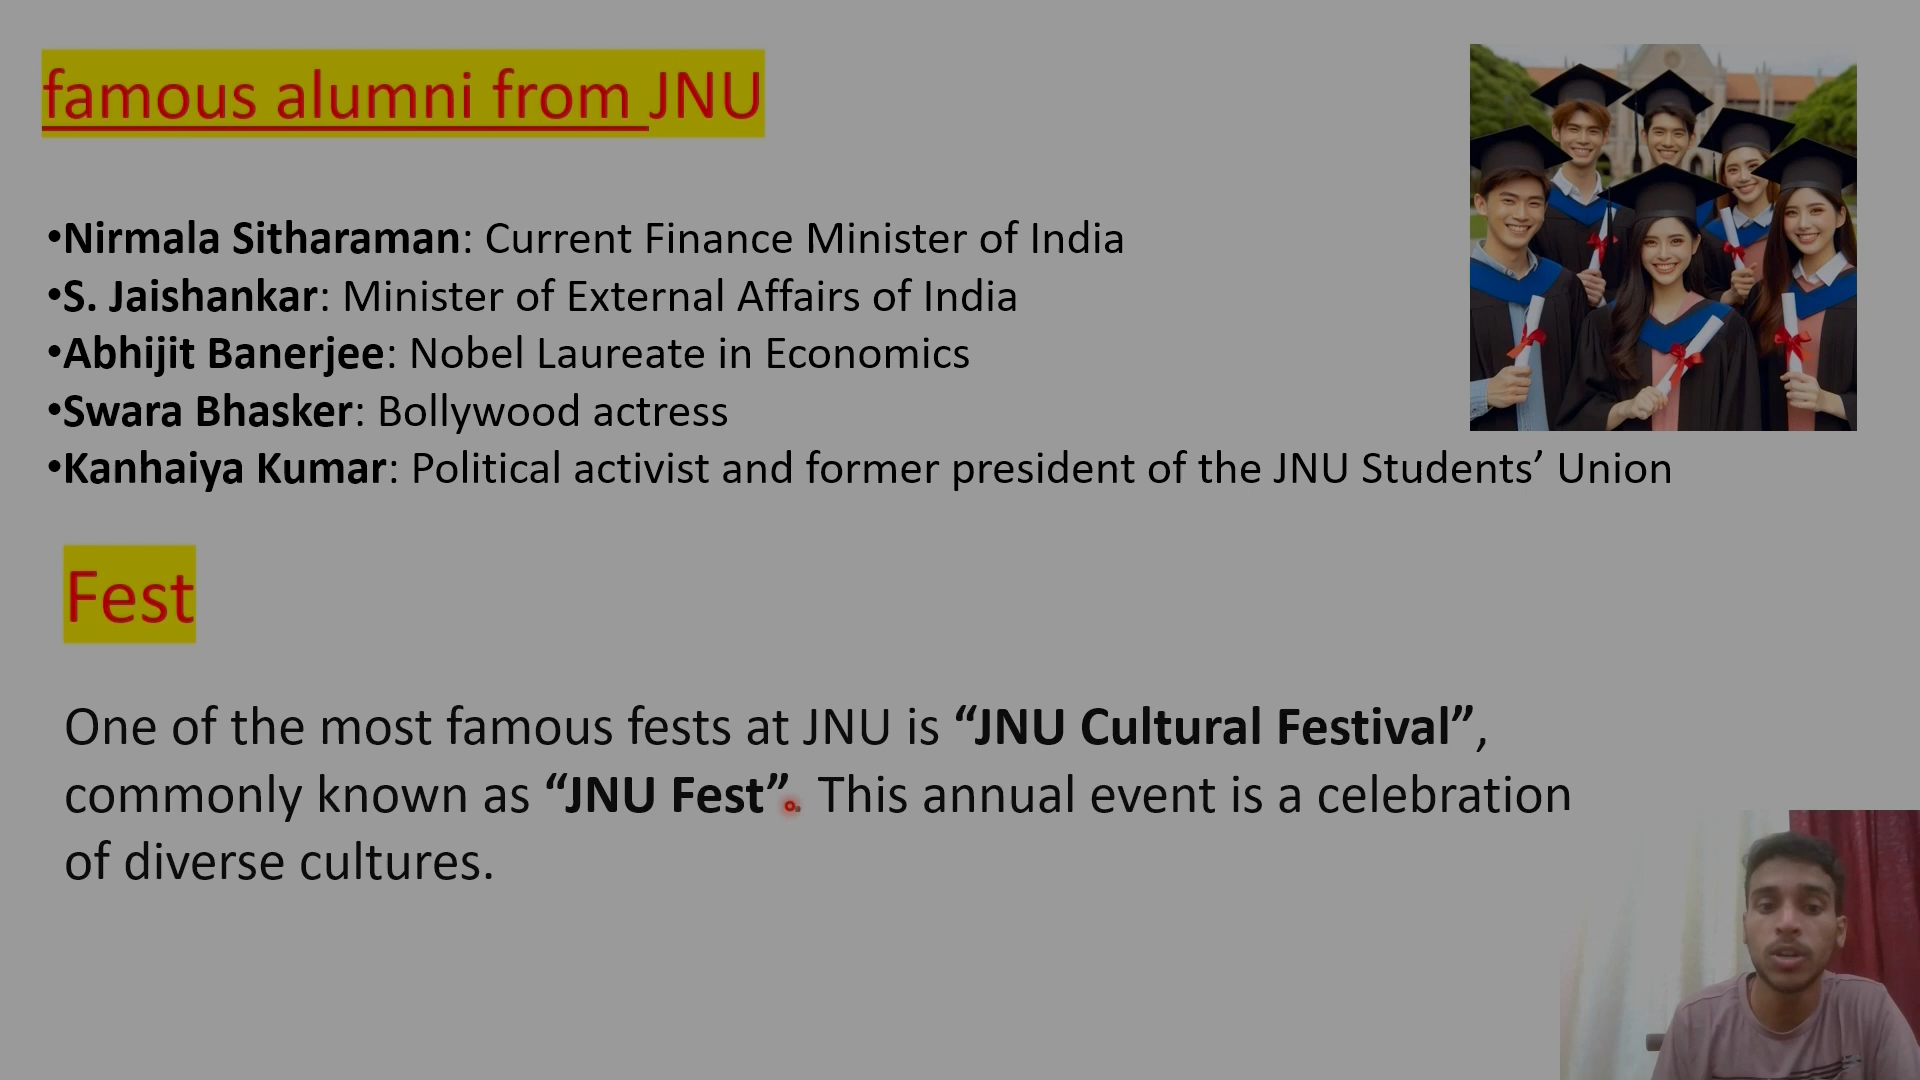 famous alumni from JNU
•Nirmala Sitharaman: Current Finance Minister of India
•S. Jaishankar: Minister of External Affairs of India
•Abhijit Banerjee: Nobel Laureate in Economics
•Swara Bhasker: Bollywood actress
•Kanhaiya Kumar: Political activist and former president of the JNU Students’ Union
Fest
One of the most famous fests at JNU is “JNU Cultural Festival”,
commonly known as “JNU Fest”. This annual event is a celebration
of diverse cultures.